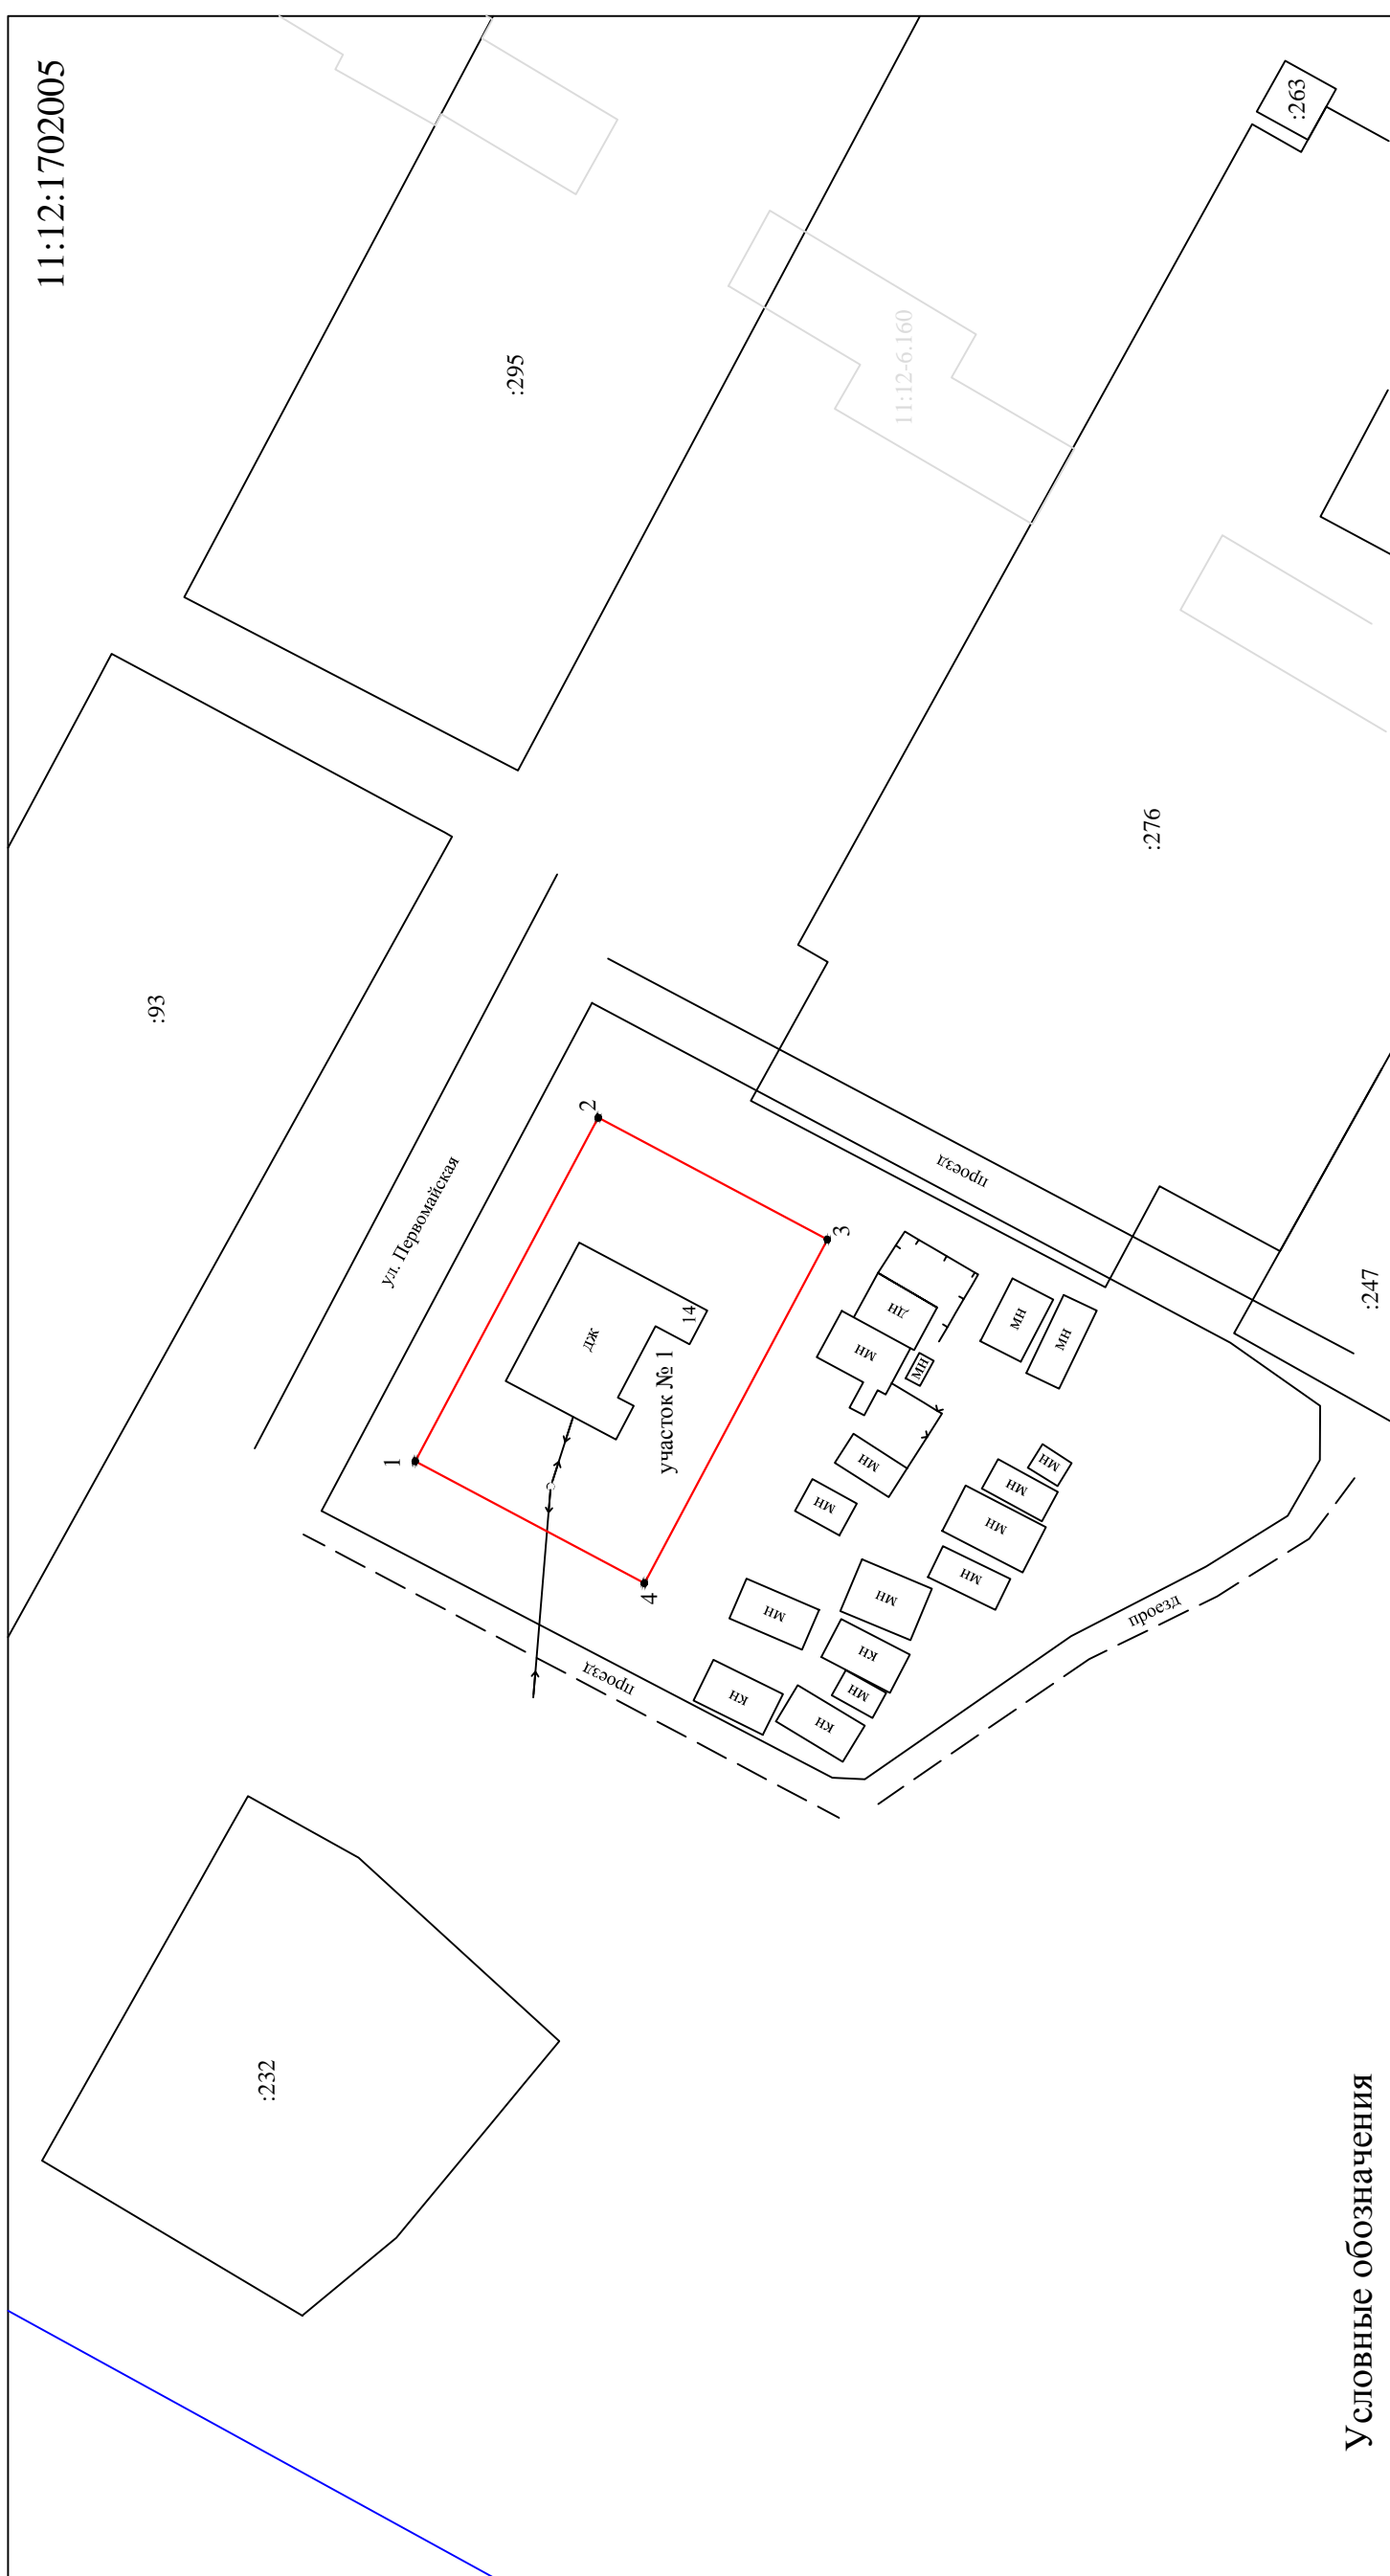 11:12:1702005
:263
:295
11:12-6.160
:276
:93
ул. Первомайская
проезд
:247
1
2
3
4
дж
14
участок № 1
дн
мн
мн
мн
мн
мн
мн
мн
мн
мн
мн
мн
мн
кн
мн
кн
кн
проезд
проезд
:232
Условные обозначения